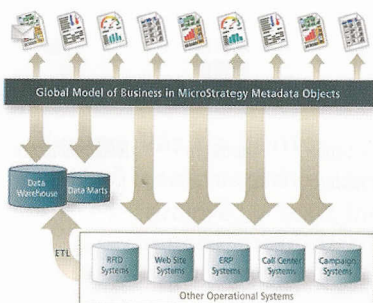 Global Model of Business in MicroStrategy Metadata Objects
Data
Warehouse
Data Marts
ETL
RFID
Systems
Web Site
Systems
ERP
Systems
Call Center
Systems
Campaign
Systems
Other Operational Systems